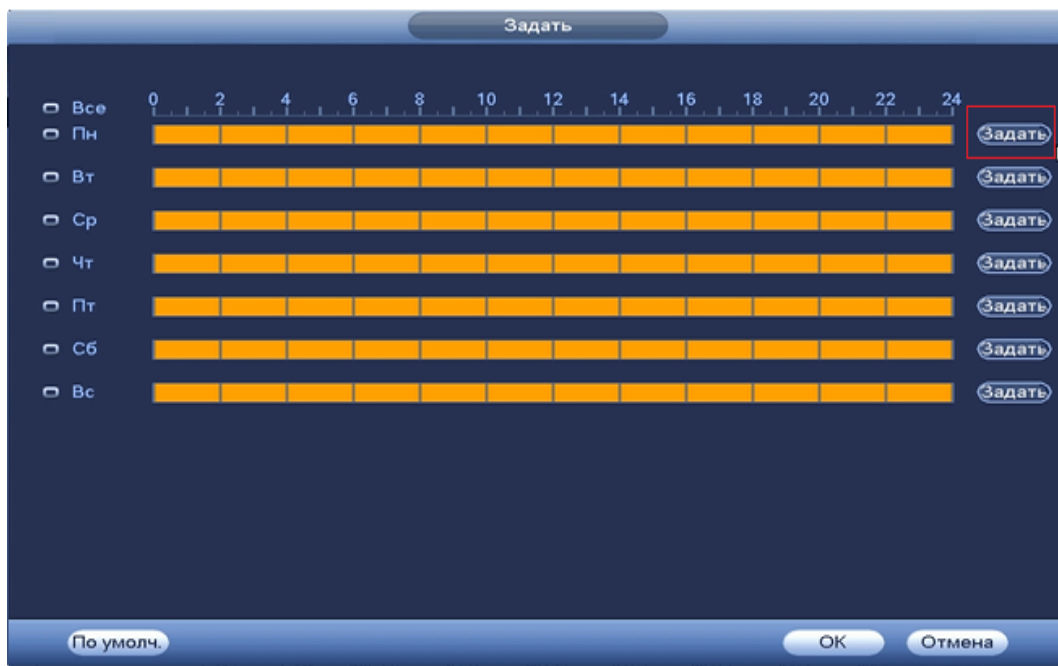 Задать
Все 0 2 4 6 8 10 12 14 16 18 20 22 24
Пн Задать
Вт Задать
Ср Задать
Чт Задать
Пт Задать
Сб Задать
Вс Задать
По умолч. OK Отмена